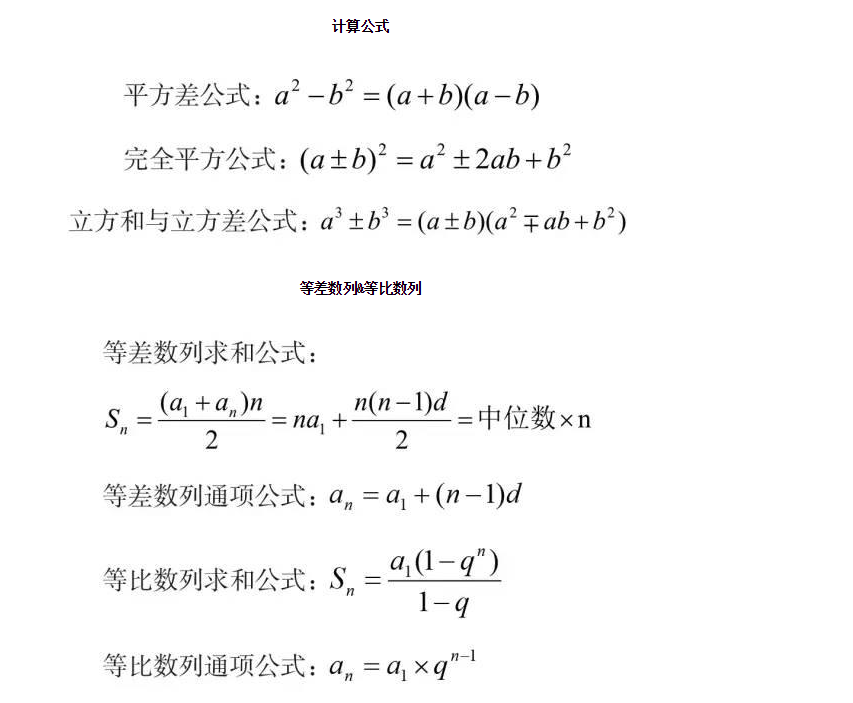 计算公式
平方差公式：a² − b² = (a + b)(a − b)
完全平方公式：(a ± b)² = a² ± 2ab + b²
立方和与立方差公式：a³ ± b³ = (a ± b)(a² ∓ ab + b²)
等差数列&等比数列
等差数列求和公式：
Sₙ = (a₁ + aₙ)n / 2 = na₁ + n(n − 1)d / 2 = 中位数 × n
等差数列通项公式：aₙ = a₁ + (n − 1)d
等比数列求和公式：Sₙ = a₁(1 − qⁿ) / 1 − q
等比数列通项公式：aₙ = a₁ × qⁿ⁻¹